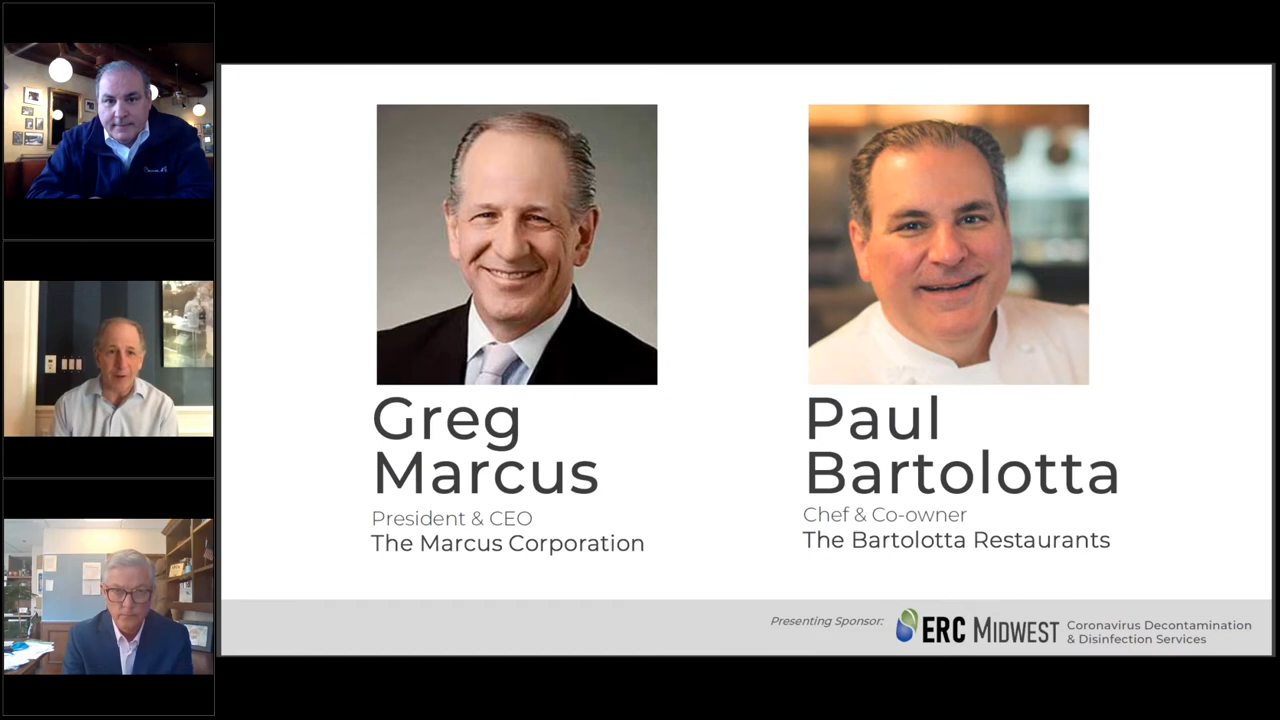 Greg
Marcus
President & CEO
The Marcus Corporation
Paul
Bartolotta
Chef & Co-owner
The Bartolotta Restaurants
Presenting Sponsor:
ERC MIDWEST
Coronavirus Decontamination
& Disinfection Services